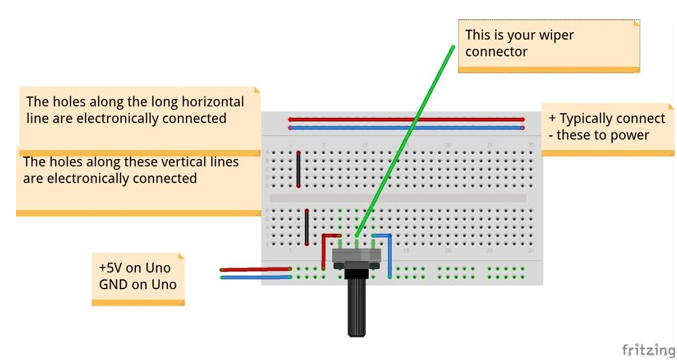 This is your wiper
connector
The holes along the long horizontal
line are electronically connected
+ Typically connect
- these to power
The holes along these vertical lines
are electronically connected
+5V on Uno
GND on Uno
fritzing